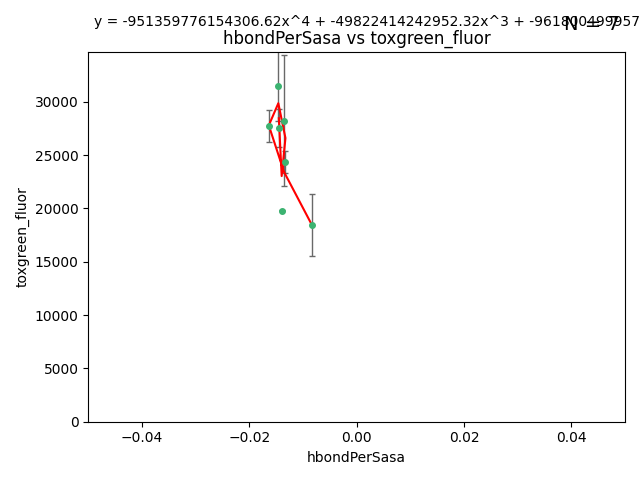 y = -951359776154306.62x^4 + -49822414242952.32x^3 +
N = 7
hbondPerSasa vs toxgreen_fluor
30000
25000
20000
15000
10000
5000
0
toxgreen_fluor
−0.04
−0.02
0.00
0.02
0.04
hbondPerSasa